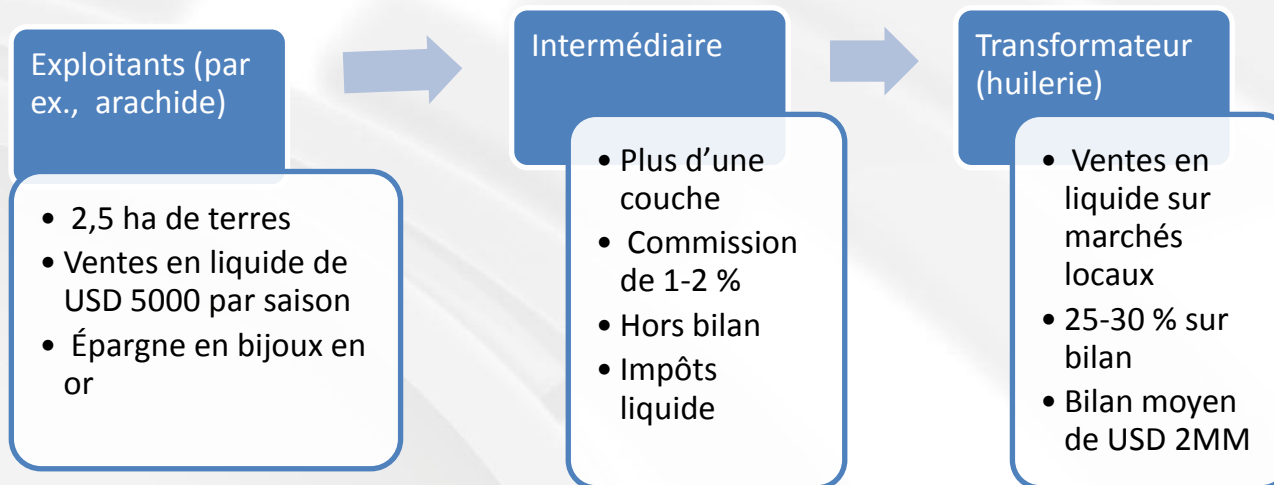 Exploitants (par
ex., arachide)
• 2,5 ha de terres
• Ventes en liquide de
USD 5000 par saison
• Épargne en bijoux en
or
Intermédiaire
• Plus d’une
couche
• Commission
de 1-2 %
• Hors bilan
• Impôts
liquide
Transformateur
(huilerie)
• Ventes en
liquide sur
marchés
locaux
• 25-30 % sur
bilan
• Bilan moyen
de USD 2MM